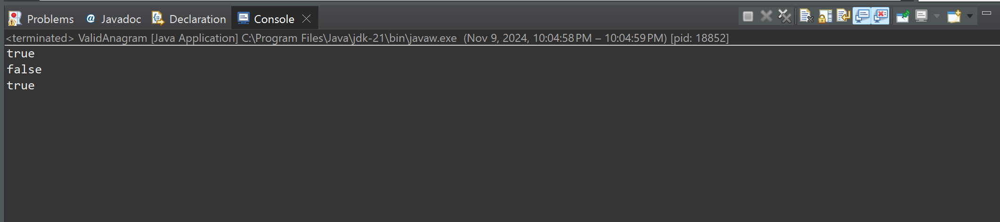 Problems @ Javadoc Declaration Console
<terminated> ValidAnagram [Java Application] C:\Program Files\Java\jdk-21\bin\javaw.exe (Nov 9, 2024, 10:04:58 PM – 10:04:59 PM) [pid: 18852]
true
false
true